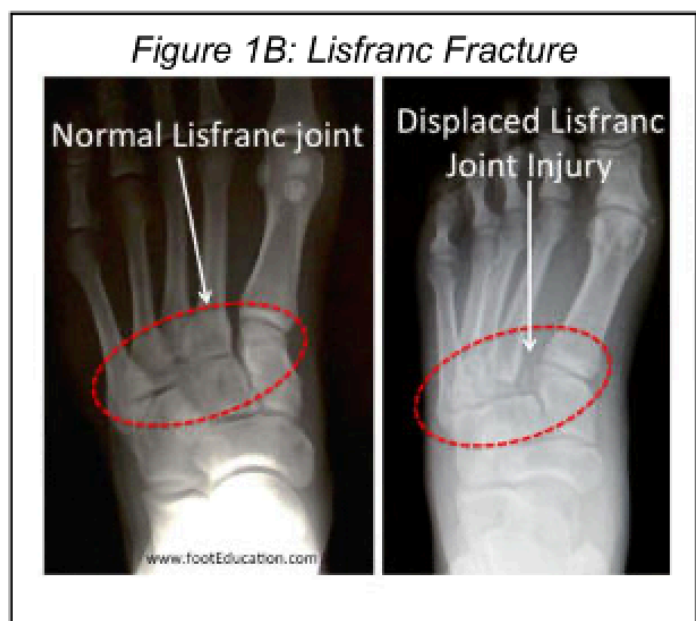 Figure 1B: Lisfranc Fracture
Normal Lisfranc joint
Displaced Lisfranc
Joint Injury
www.footEducation.com